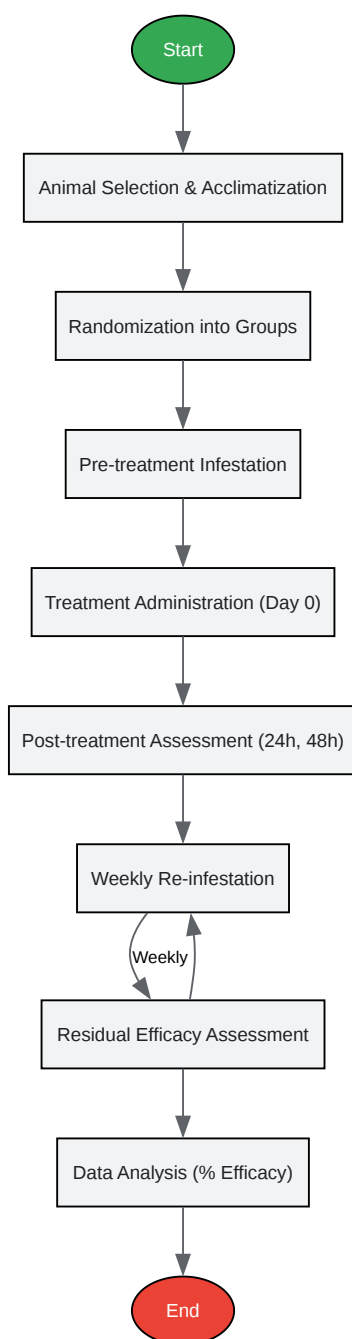 Start
Animal Selection & Acclimatization
Randomization into Groups
Pre-treatment Infestation
Treatment Administration (Day 0)
Post-treatment Assessment (24h, 48h)
Weekly Re-infestation
Weekly
Residual Efficacy Assessment
Data Analysis (% Efficacy)
End